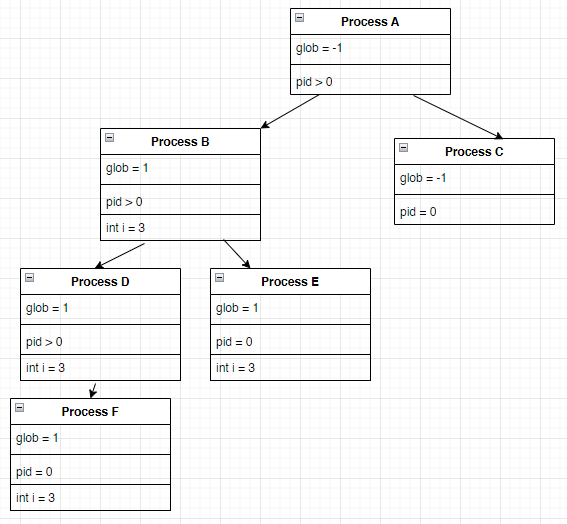 Process A
glob = -1
pid > 0
Process B
glob = 1
pid > 0
int i = 3
Process C
glob = -1
pid = 0
Process D
glob = 1
pid > 0
int i = 3
Process E
glob = 1
pid = 0
int i = 3
Process F
glob = 1
pid = 0
int i = 3